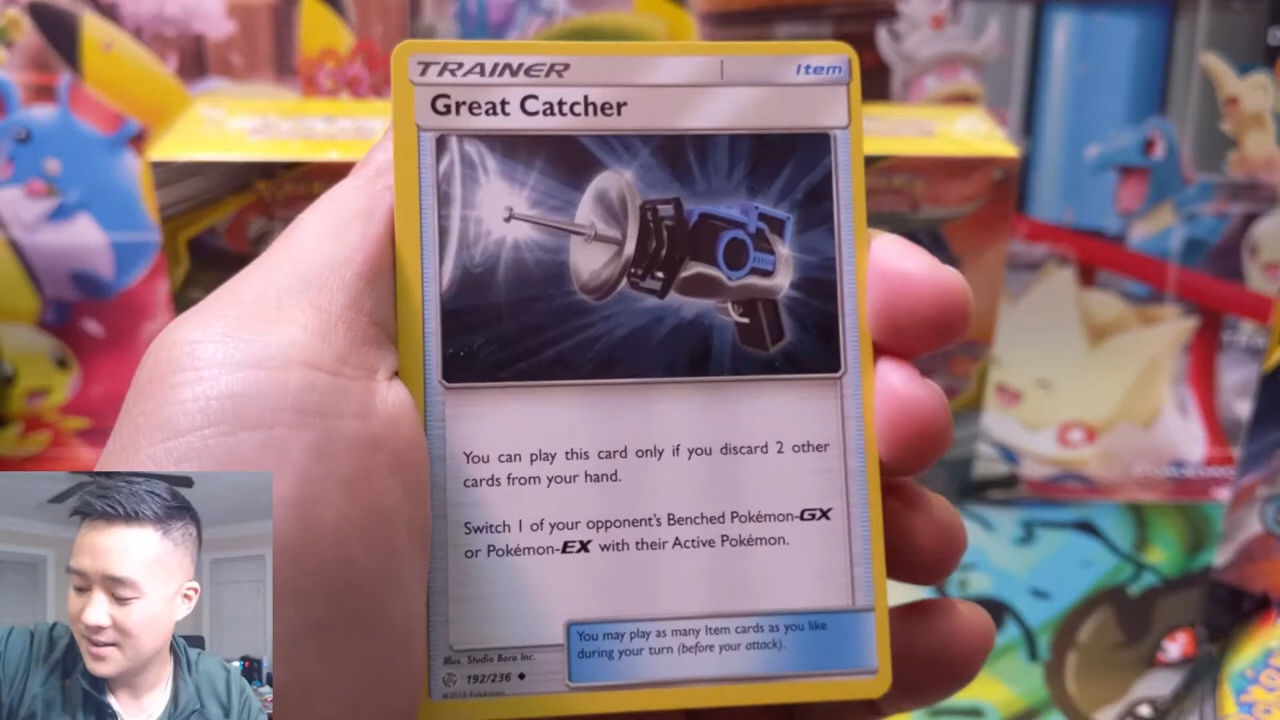 TRAINER
Item
Great Catcher
You can play this card only if you discard 2 other
cards from your hand.
Switch 1 of your opponent's Benched Pokémon-GX
or Pokémon-EX with their Active Pokémon.
You may play as many Item cards as you like
during your turn (before your attack).
Illus. Studio Bora Inc.
192/236
©2019 Pokémon